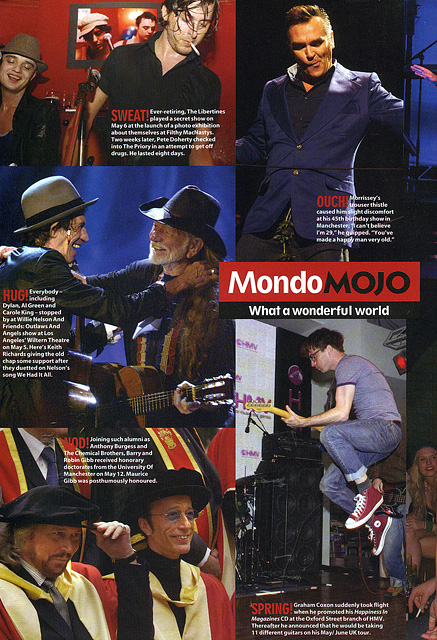 SWEAT! Ever-retiring, The Libertines
played a secret show on
May 6 at the launch of a photo exhibition
about themselves at Filthy MacNastys.
Two weeks later, Pete Doherty checked
into The Priory in an attempt to get off
drugs. He lasted eight days.
OUCH! Morrissey's
trouser thistle
caused him slight discomfort
at his 45th birthday show in
Manchester. "I can't believe
I'm 29," he quipped. "You've
made a happy man very old."
MondoMOJO
What a wonderful world
HUG! Everybody –
including
Dylan, Al Green and
Carole King – stopped
by at Willie Nelson And
Friends: Outlaws And
Angels show at Los
Angeles' Wiltern Theatre
on May 5. Here's Keith
Richards giving the old
chap some support after
they duetted on Nelson's
song We Had It All.
HMV
HMV
NOD! Joining such alumni as
Anthony Burgess and
The Chemical Brothers, Barry and
Robin Gibb received honorary
doctorates from the University Of
Manchester on May 12. Maurice
Gibb was posthumously honoured.
SPRING! Graham Coxon suddenly took flight
when he promoted his Happiness In
Magazines CD at the Oxford Street branch of HMV.
Thereafter he announced that he would be taking
11 different guitars on his May/June UK tour.